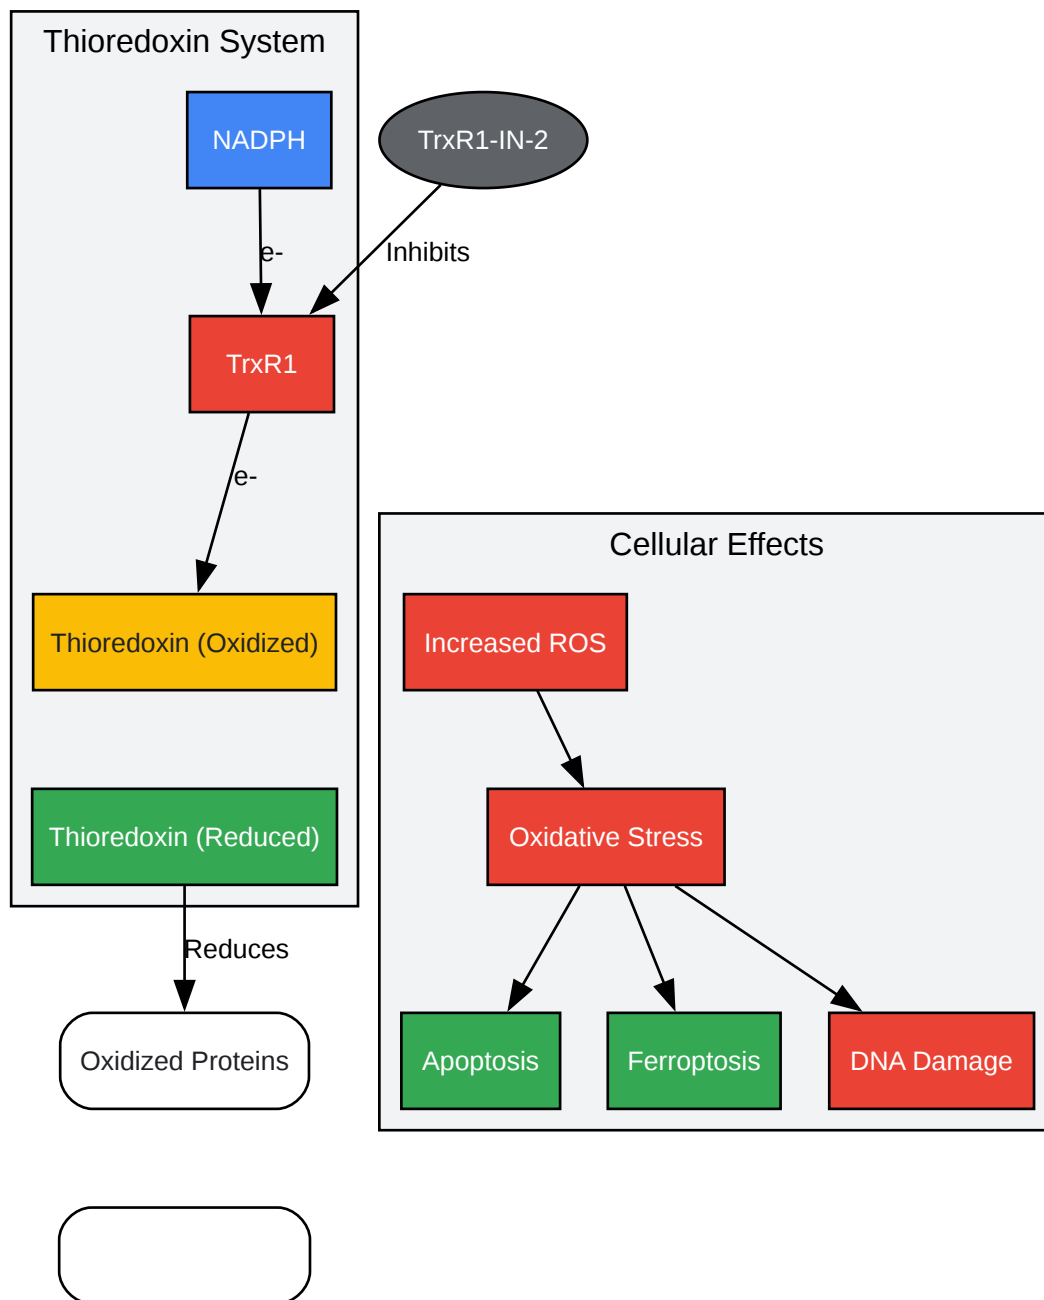 Thioredoxin System
NADPH
TrxR1-IN-2
e-
Inhibits
TrxR1
e-
Thioredoxin (Oxidized)
Thioredoxin (Reduced)
Reduces
Oxidized Proteins
Cellular Effects
Increased ROS
Oxidative Stress
Apoptosis
Ferroptosis
DNA Damage